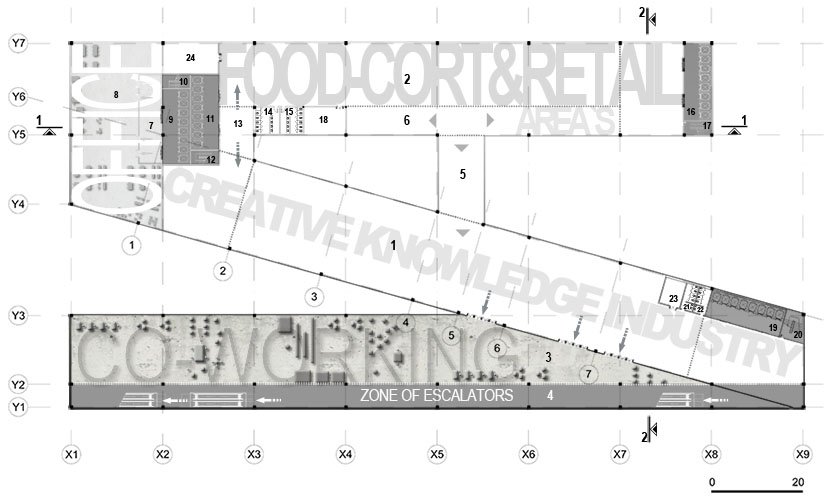 2
Y7
24
FOOD-CORT&RETAIL
2
10
8
Y6
9
11
14
15
16
1
7
13
18
6
AREA'S
17
1
Y5
12
5
CREATIVE KNOWLEDGE INDUSTRY
Y4
1
1
2
3
23
21
22
4
19
20
Y3
5
6
CO-WORKING
3
7
Y2
ZONE OF ESCALATORS
4
Y1
2
X1
X2
X3
X4
X5
X6
X7
X8
X9
0
20